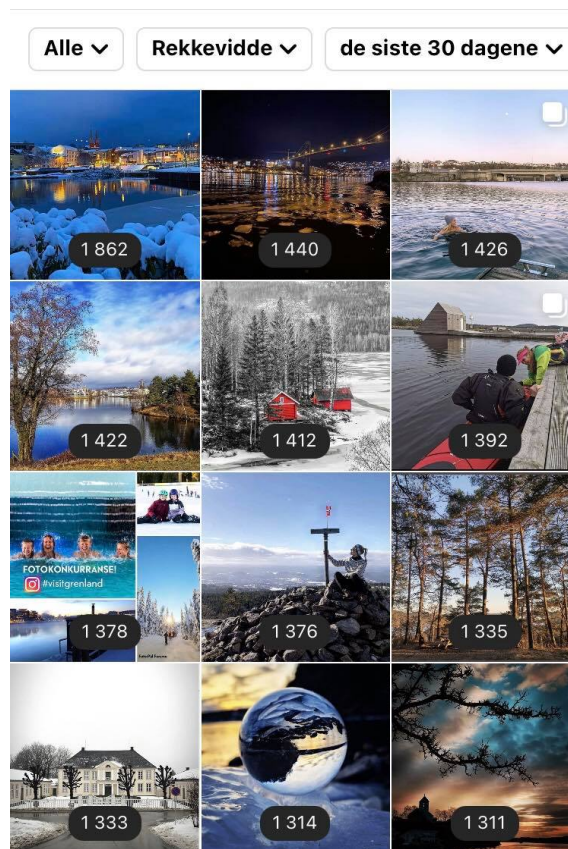 Alle
Rekkevidde
de siste 30 dagene
1 862
1 440
1 426
1 422
1 412
1 392
FOTOKONKURRANSE!
#visitgrenland
1 378
1 376
1 335
1 333
1 314
1 311